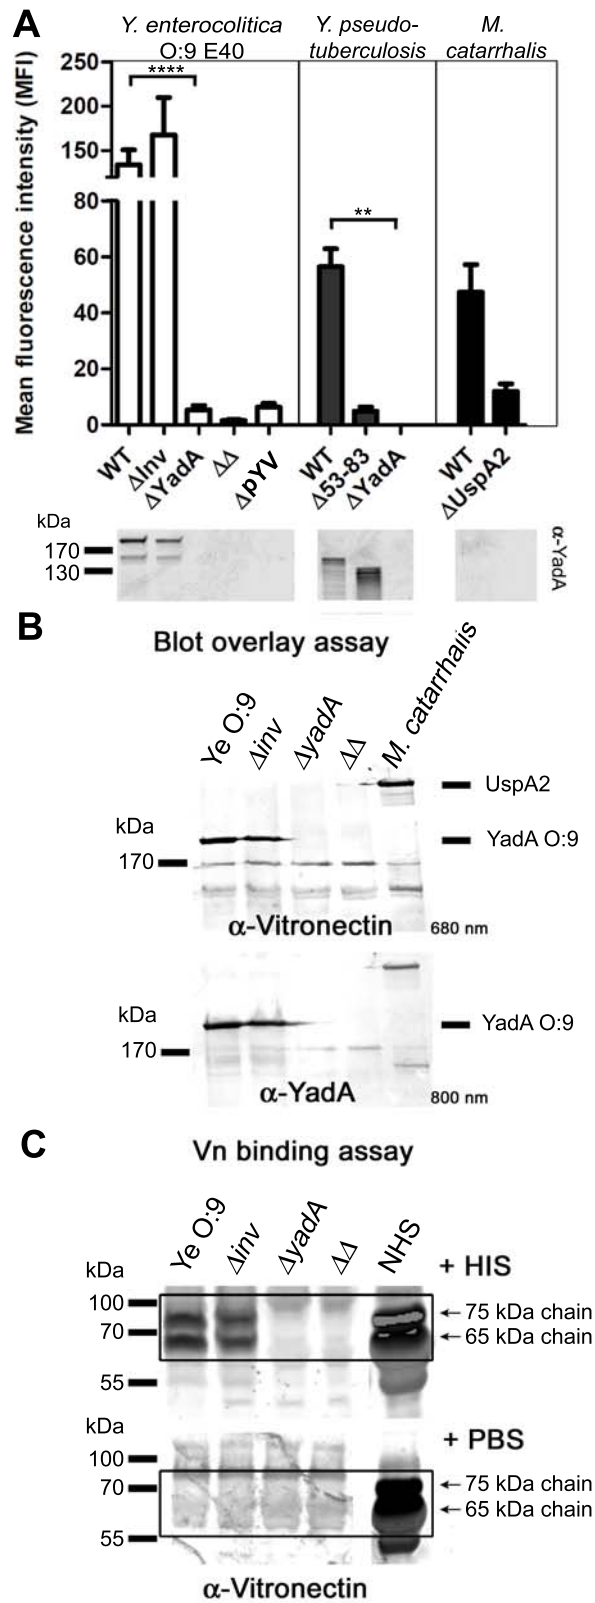 A
Y. enterocolitica
O:9 E40
Y. pseudo-
tuberculosis
M.
catarrhalis
Mean fluorescence intensity (MFI)
250
200
150
80
60
40
20
0
****
**
WT
ΔInv
ΔYadA
ΔΔ
ΔpYV
WT
Δ53-83
ΔYadA
WT
ΔUspA2
kDa
170
130
α-YadA
B
Blot overlay assay
Ye O:9
Δinv
ΔyadA
ΔΔ
M. catarrhalis
UspA2
kDa
YadA O:9
170
α-Vitronectin
680 nm
kDa
YadA O:9
170
α-YadA
800 nm
C
Vn binding assay
Ye O:9
Δinv
ΔyadA
ΔΔ
NHS
+ HIS
kDa
100
75 kDa chain
70
65 kDa chain
55
kDa
+ PBS
100
75 kDa chain
70
65 kDa chain
55
α-Vitronectin